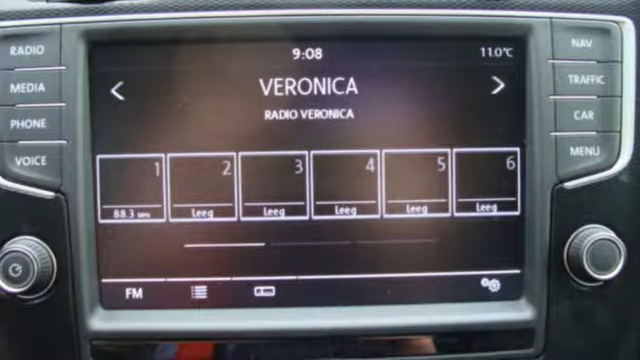 9:08
11.0°C
RADIO
NAV
VERONICA
MEDIA
TRAFFIC
RADIO VERONICA
PHONE
CAR
VOICE
MENU
1 2 3 4 5 6
88.3 MHz Leeg Leeg Leeg Leeg Leeg
FM